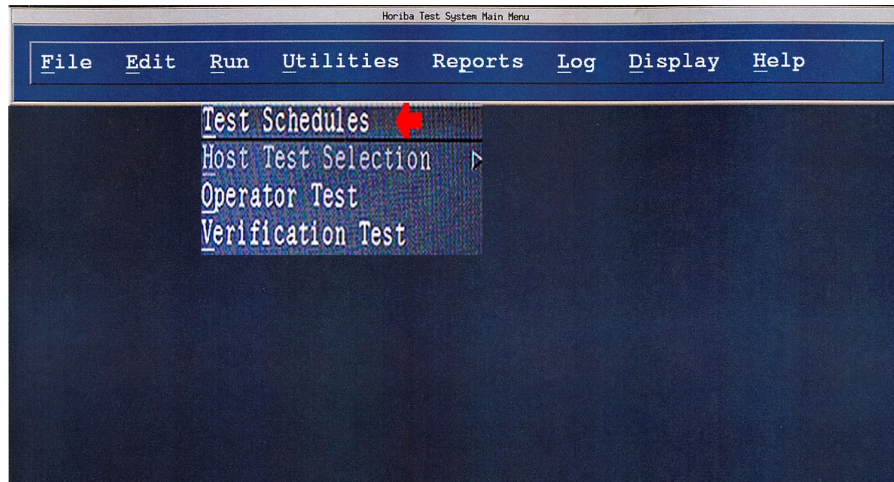 Horiba Test System Main Menu
File Edit Run Utilities Reports Log Display Help
Test Schedules
Host Test Selection
Operator Test
Verification Test